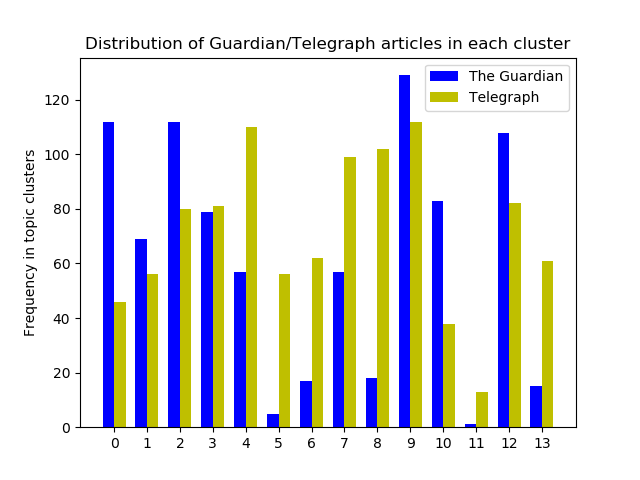 Distribution of Guardian/Telegraph articles in each cluster
The Guardian
Telegraph
Frequency in topic clusters
120
100
80
60
40
20
0
0 1 2 3 4 5 6 7 8 9 10 11 12 13